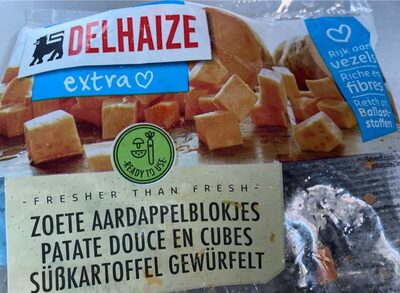 DELHAIZE
extra
Rijk aan
vezels
Riche en
fibres
Reich an
Ballast-
stoffen
READY TO USE
- FRESHER THAN FRESH -
ZOETE AARDAPPELBLOKJES
PATATE DOUCE EN CUBES
SÜßKARTOFFEL GEWÜRFELT